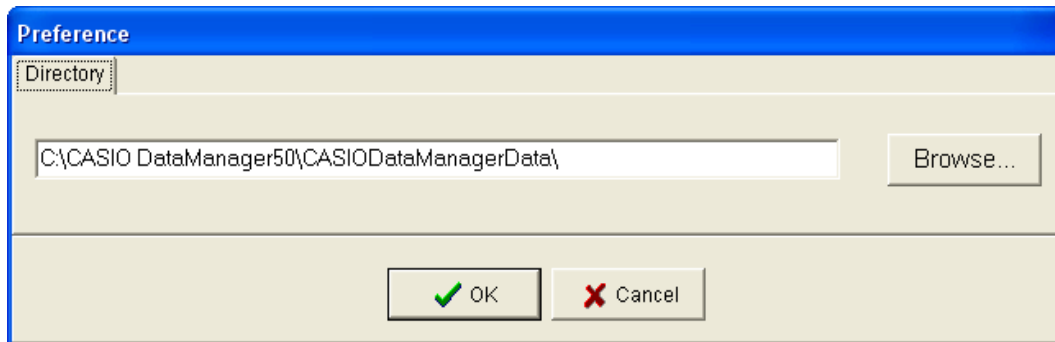 Preference
Directory
C:\CASIO DataManager50\CASIODataManagerData\
Browse...
OK
Cancel